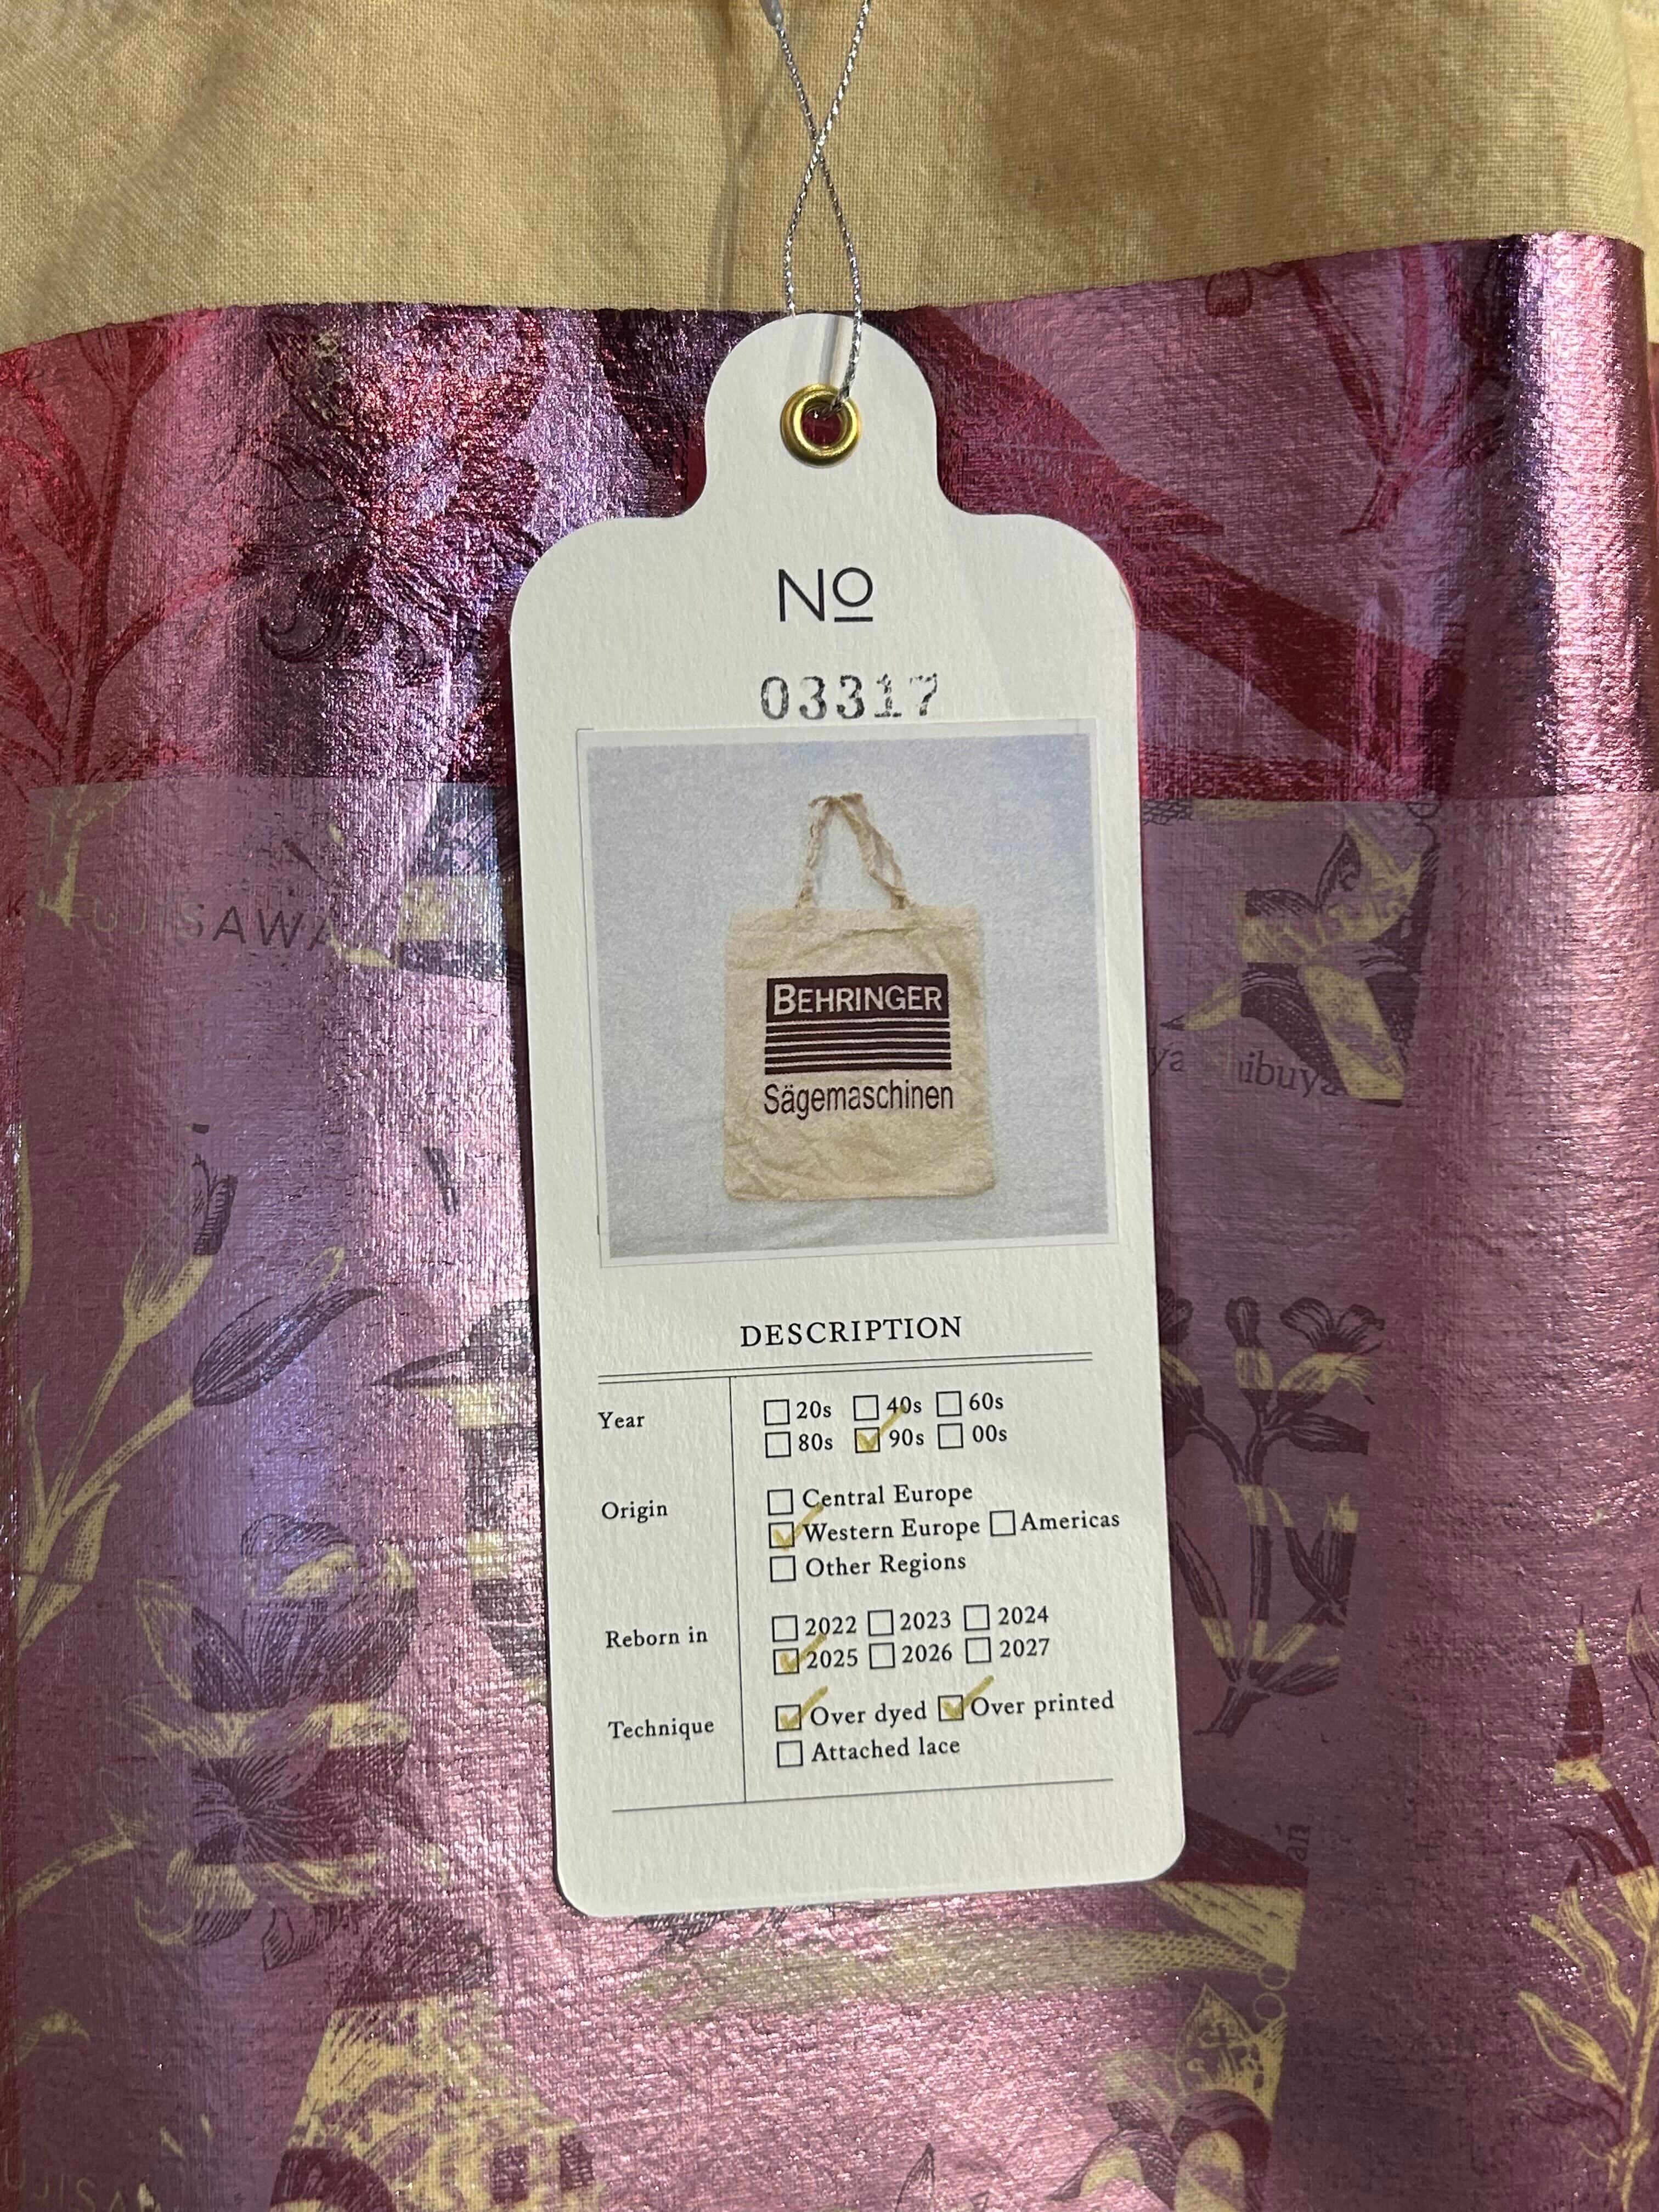 No
03317
BEHRINGER
Sägemaschinen
DESCRIPTION
Year
20s 40s 60s
80s 90s 00s
Origin
Central Europe
Western Europe Americas
Other Regions
Reborn in
2022 2023 2024
2025 2026 2027
Technique
Over dyed Over printed
Attached lace